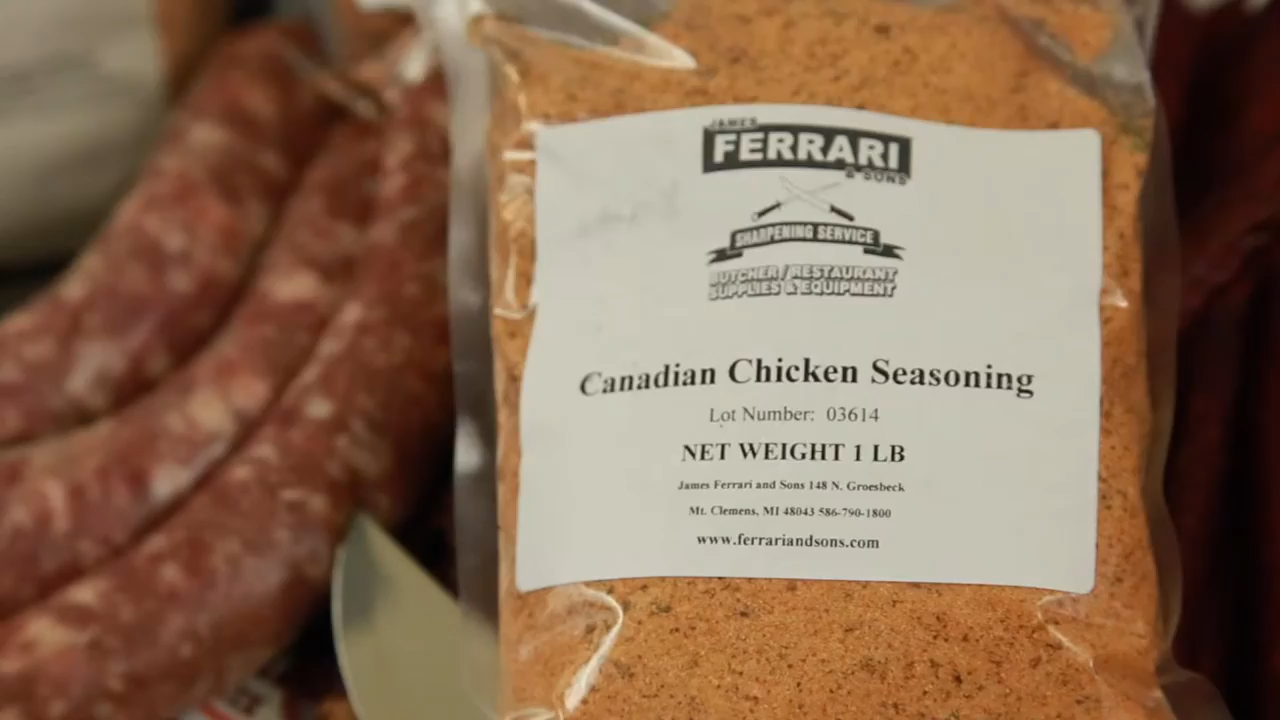 JAMES
FERRARI
& SONS
SHARPENING SERVICE
BUTCHER / RESTAURANT
SUPPLIES & EQUIPMENT
Canadian Chicken Seasoning
Lot Number: 03614
NET WEIGHT 1 LB
James Ferrari and Sons 148 N. Groesbeck
Mt. Clemens, MI 48043 586-790-1800
www.ferrariandsons.com